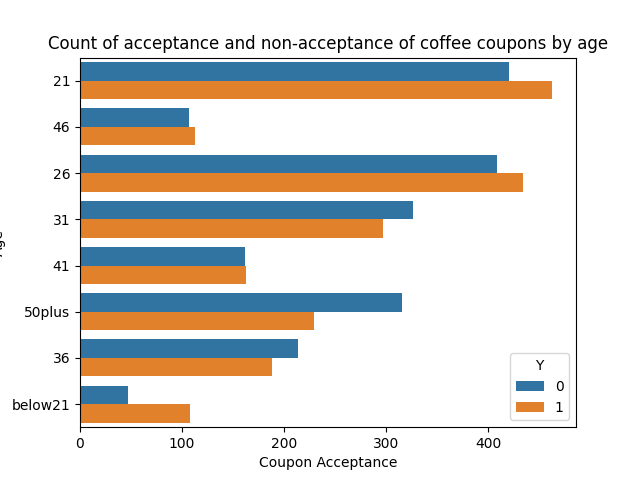 Count of acceptance and non-acceptance of coffee coupons by age
21
46
26
31
41
50plus
36
below21
Y
0
1
0 100 200 300 400
Coupon Acceptance